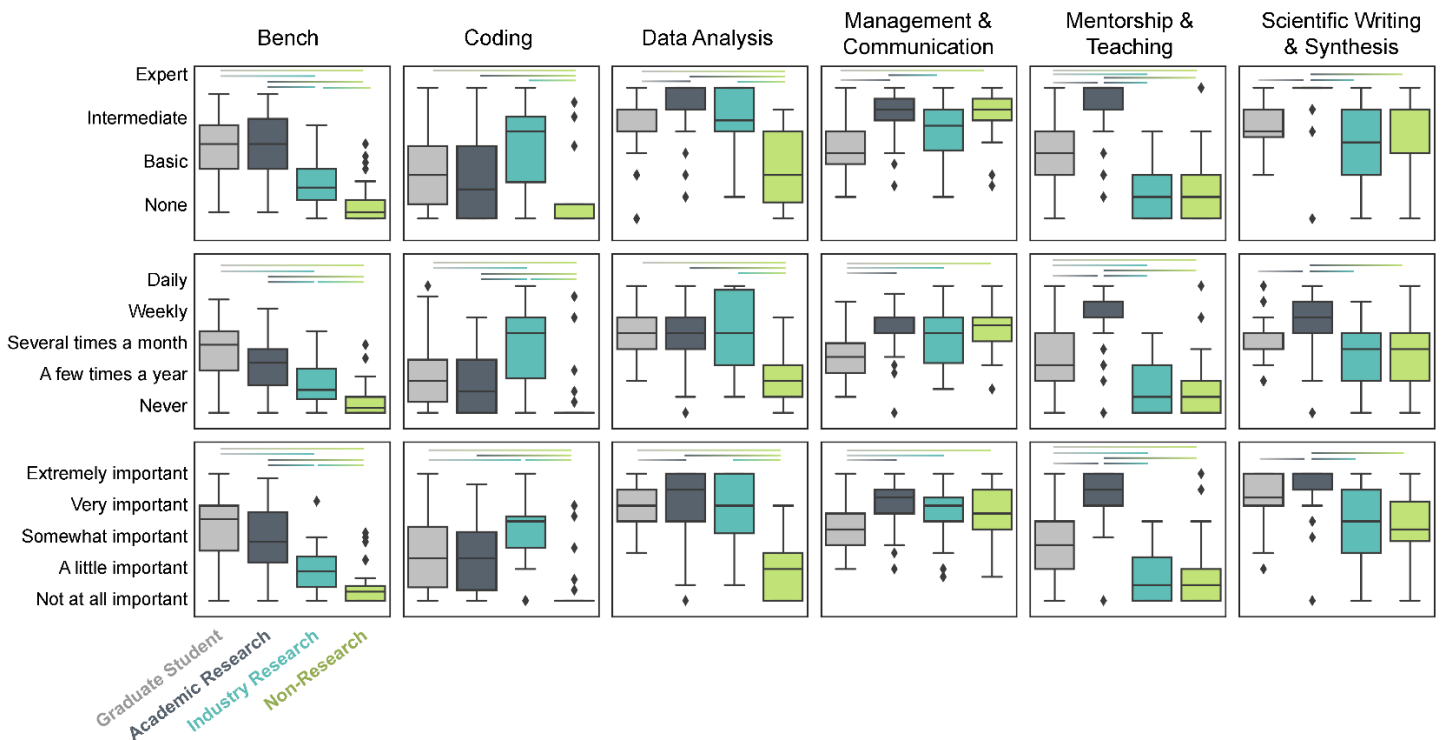 Bench
Coding
Data Analysis
Management &
Communication
Mentorship &
Teaching
Scientific Writing
& Synthesis
Expert
Intermediate
Basic
None
Daily
Weekly
Several times a month
A few times a year
Never
Extremely important
Very important
Somewhat important
A little important
Not at all important
Graduate Student
Academic Research
Industry Research
Non-Research